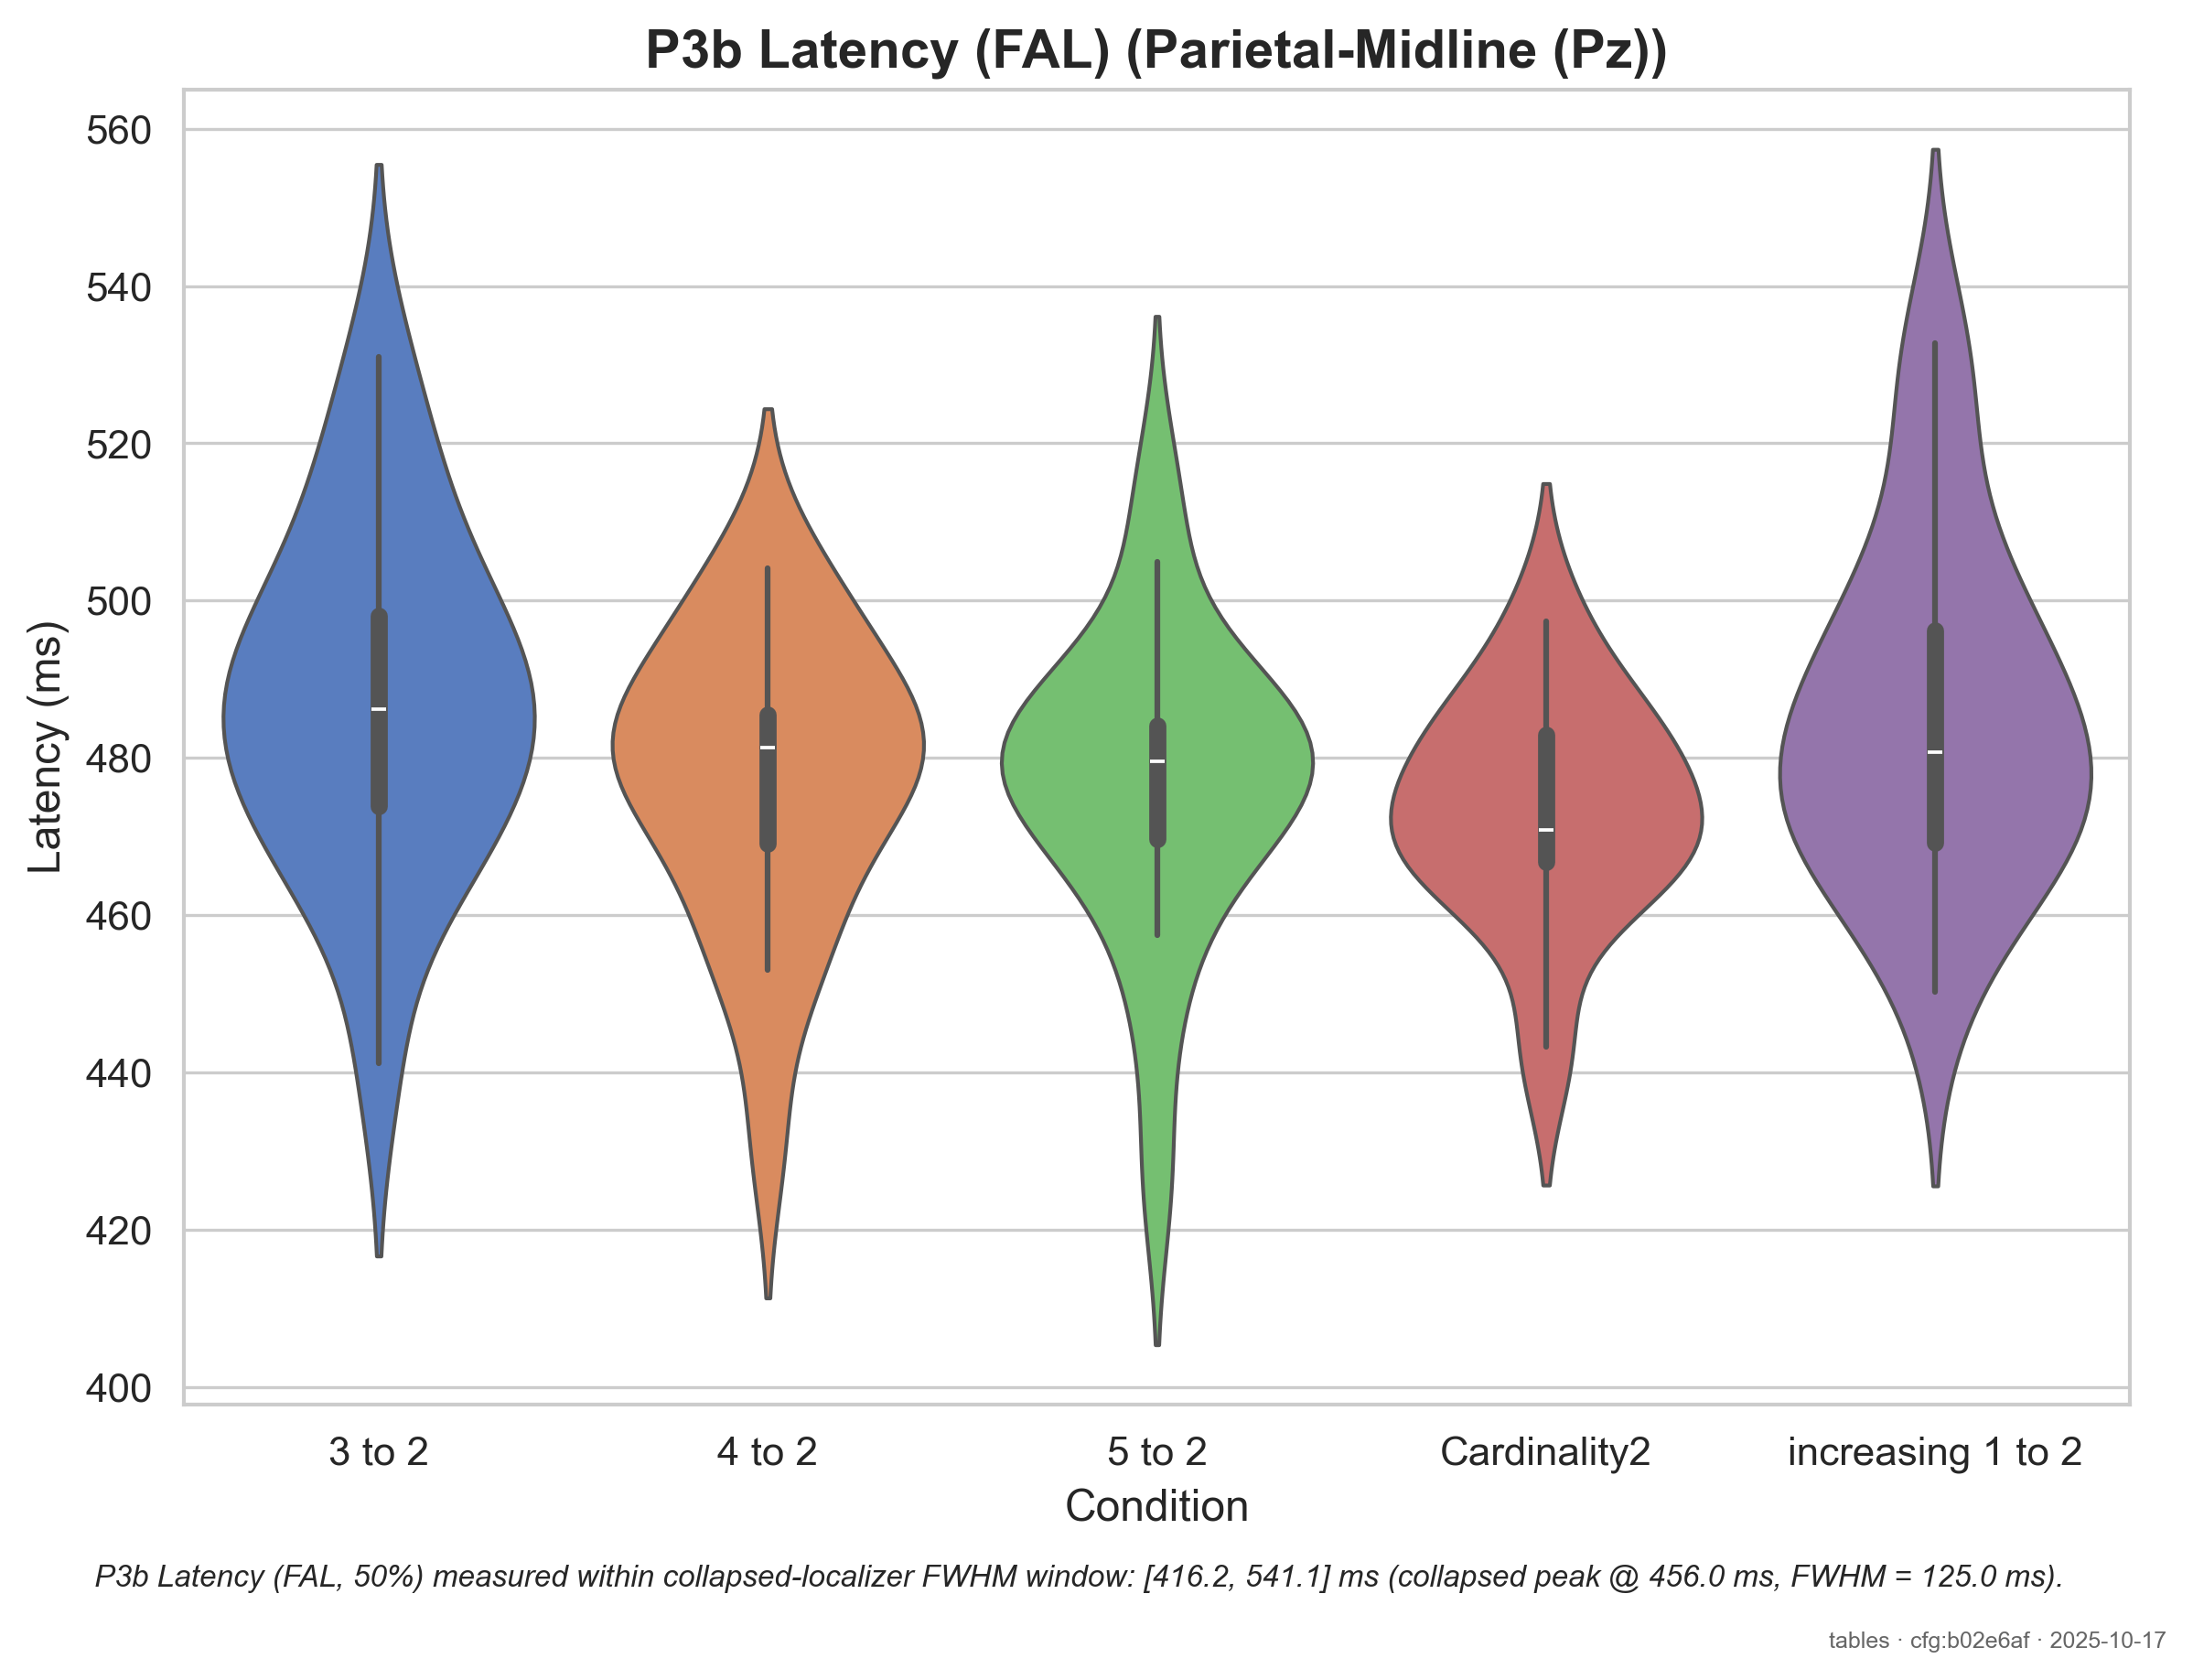 P3b Latency (FAL) (Parietal-Midline (Pz))
Latency (ms)
560
540
520
500
480
460
440
420
400
3 to 2
4 to 2
5 to 2
Cardinality2
increasing 1 to 2
Condition
P3b Latency (FAL, 50%) measured within collapsed-localizer FWHM window: [416.2, 541.1] ms (collapsed peak @ 456.0 ms, FWHM = 125.0 ms).
tables · cfg:b02e6af · 2025-10-17